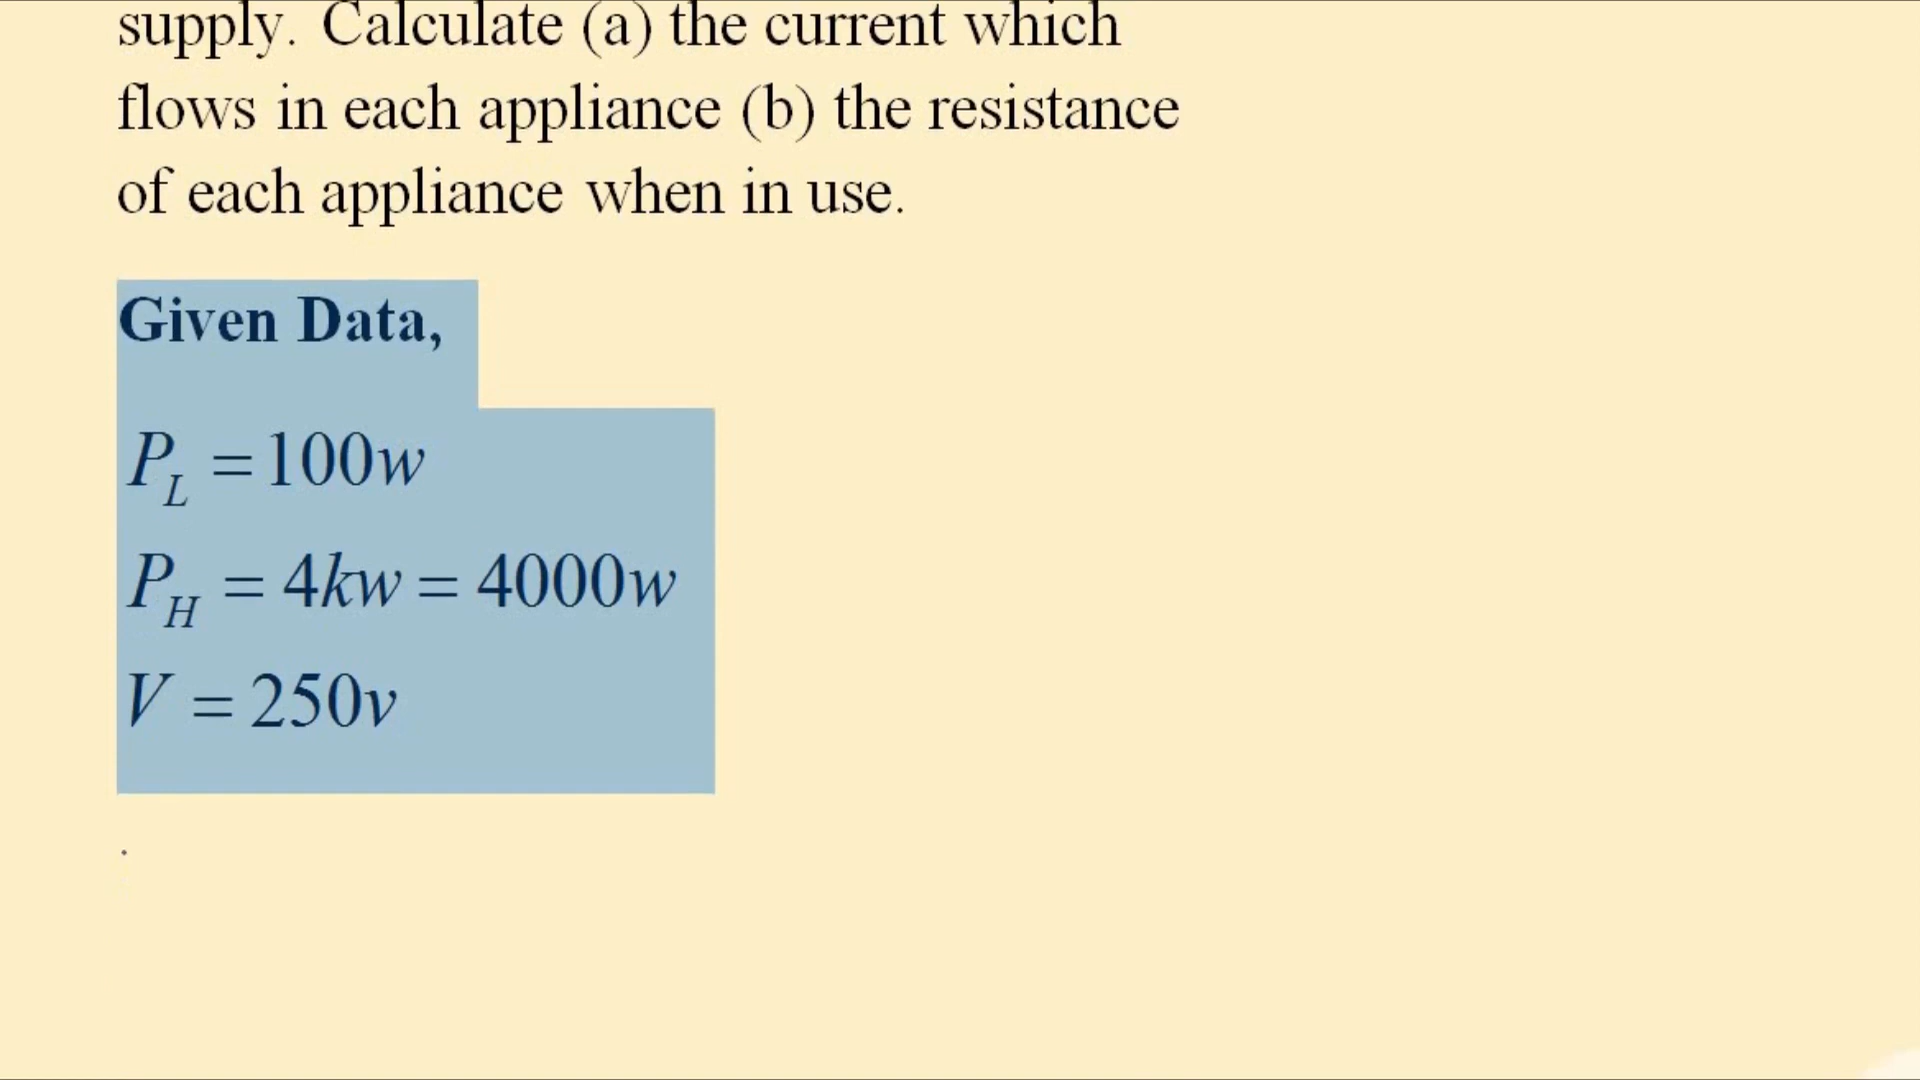 supply. Calculate (a) the current which
flows in each appliance (b) the resistance
of each appliance when in use.
Given Data,
P_L = 100w
P_H = 4kw = 4000w
V = 250v
.